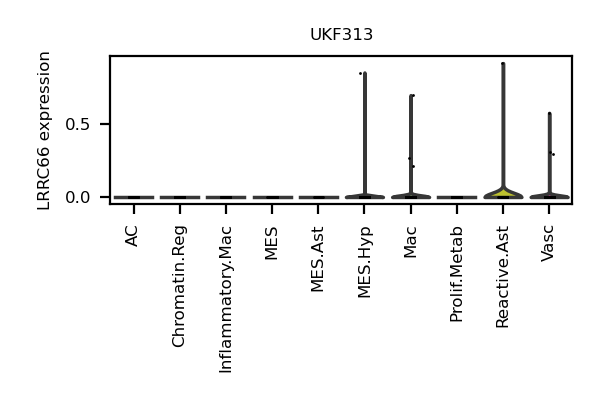 UKF313
LRRC66 expression
0.5
0.0
AC
Chromatin.Reg
Inflammatory.Mac
MES
MES.Ast
MES.Hyp
Mac
Prolif.Metab
Reactive.Ast
Vasc